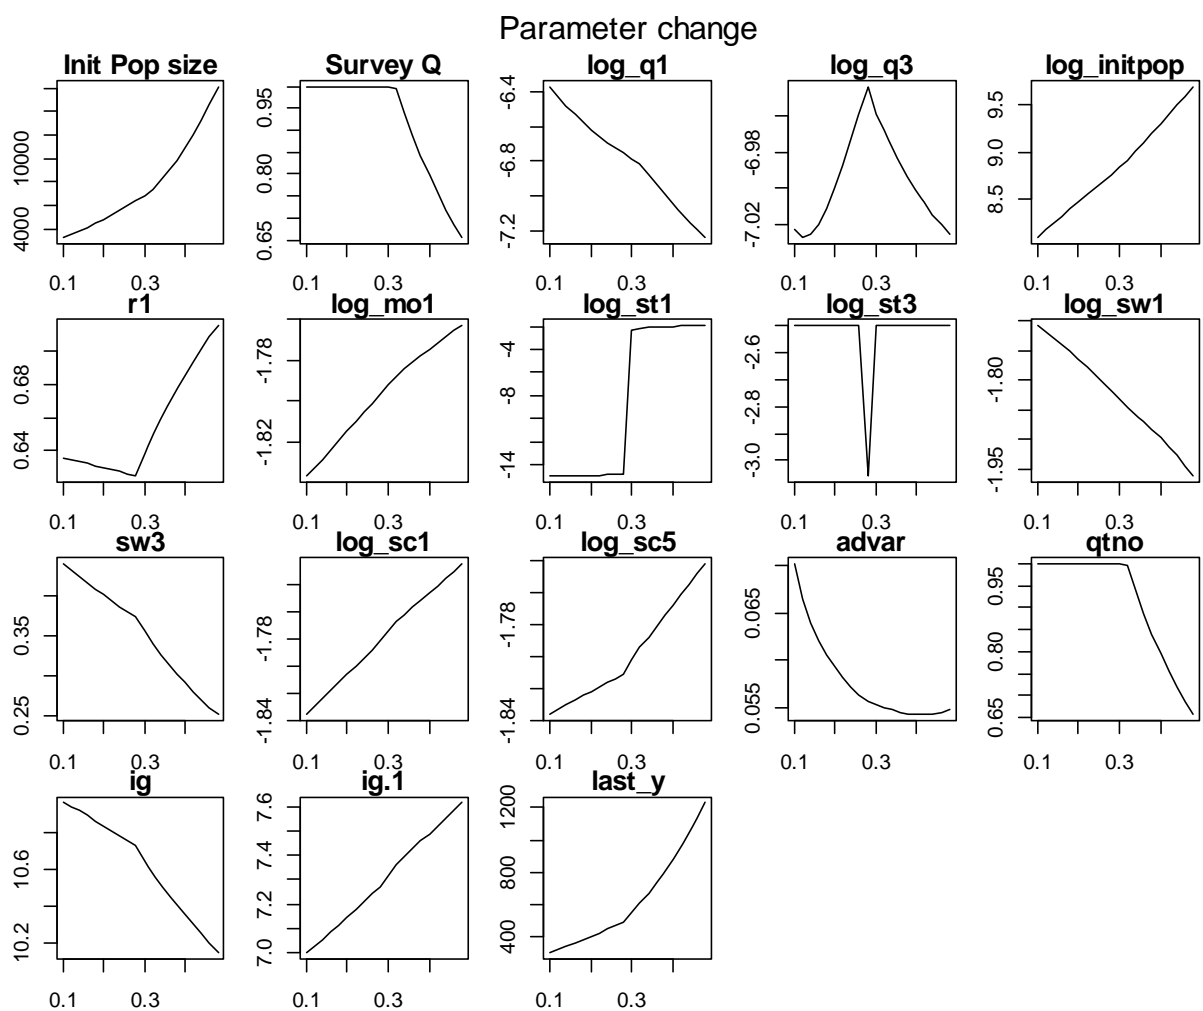 Parameter change
Init Pop size
4000 10000
0.1 0.3
Survey Q
0.65 0.80 0.95
0.1 0.3
log_q1
-7.2 -6.8 -6.4
0.1 0.3
log_q3
-7.02 -6.98
0.1 0.3
log_initpop
8.5 9.0 9.5
0.1 0.3
r1
0.64 0.68
0.1 0.3
log_mo1
-1.82 -1.78
0.1 0.3
log_st1
-14 -8 -4
0.1 0.3
log_st3
-3.0 -2.8 -2.6
0.1 0.3
log_sw1
-1.95 -1.80
0.1 0.3
sw3
0.25 0.35
0.1 0.3
log_sc1
-1.84 -1.78
0.1 0.3
log_sc5
-1.84 -1.78
0.1 0.3
advar
0.055 0.065
0.1 0.3
qtno
0.65 0.80 0.95
0.1 0.3
ig
10.2 10.6
0.1 0.3
ig.1
7.0 7.2 7.4 7.6
0.1 0.3
last_y
400 800 1200
0.1 0.3